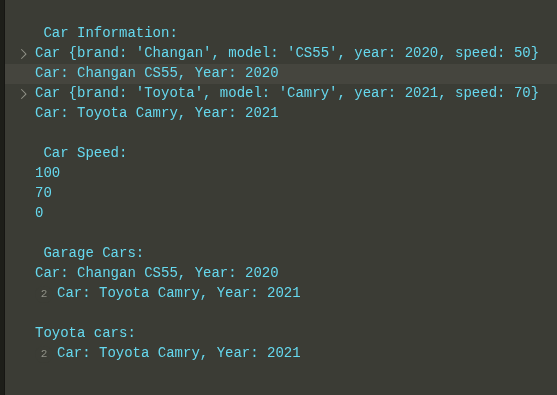 Car Information:
Car {brand: 'Changan', model: 'CS55', year: 2020, speed: 50}
Car: Changan CS55, Year: 2020
Car {brand: 'Toyota', model: 'Camry', year: 2021, speed: 70}
Car: Toyota Camry, Year: 2021
Car Speed:
100
70
0
Garage Cars:
Car: Changan CS55, Year: 2020
2 Car: Toyota Camry, Year: 2021
Toyota cars:
2 Car: Toyota Camry, Year: 2021